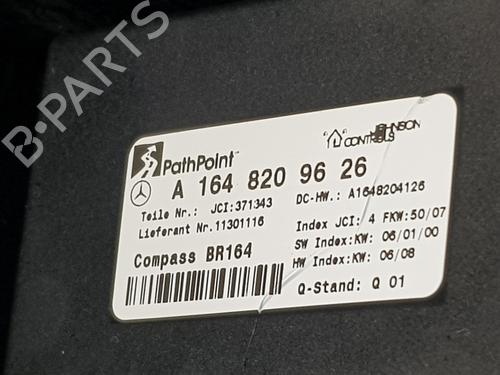 B-PARTS
PathPoint™
JOHNSON CONTROLS
A 164 820 96 26
Teile Nr.: JCI:371343
DC-HW.: A1648204126
Lieferant Nr.11301116
Index JCI: 4 FKW:50/07
Compass BR164
SW Index:KW: 06/01/00
HW Index:KW: 06/08
Q-Stand: Q 01